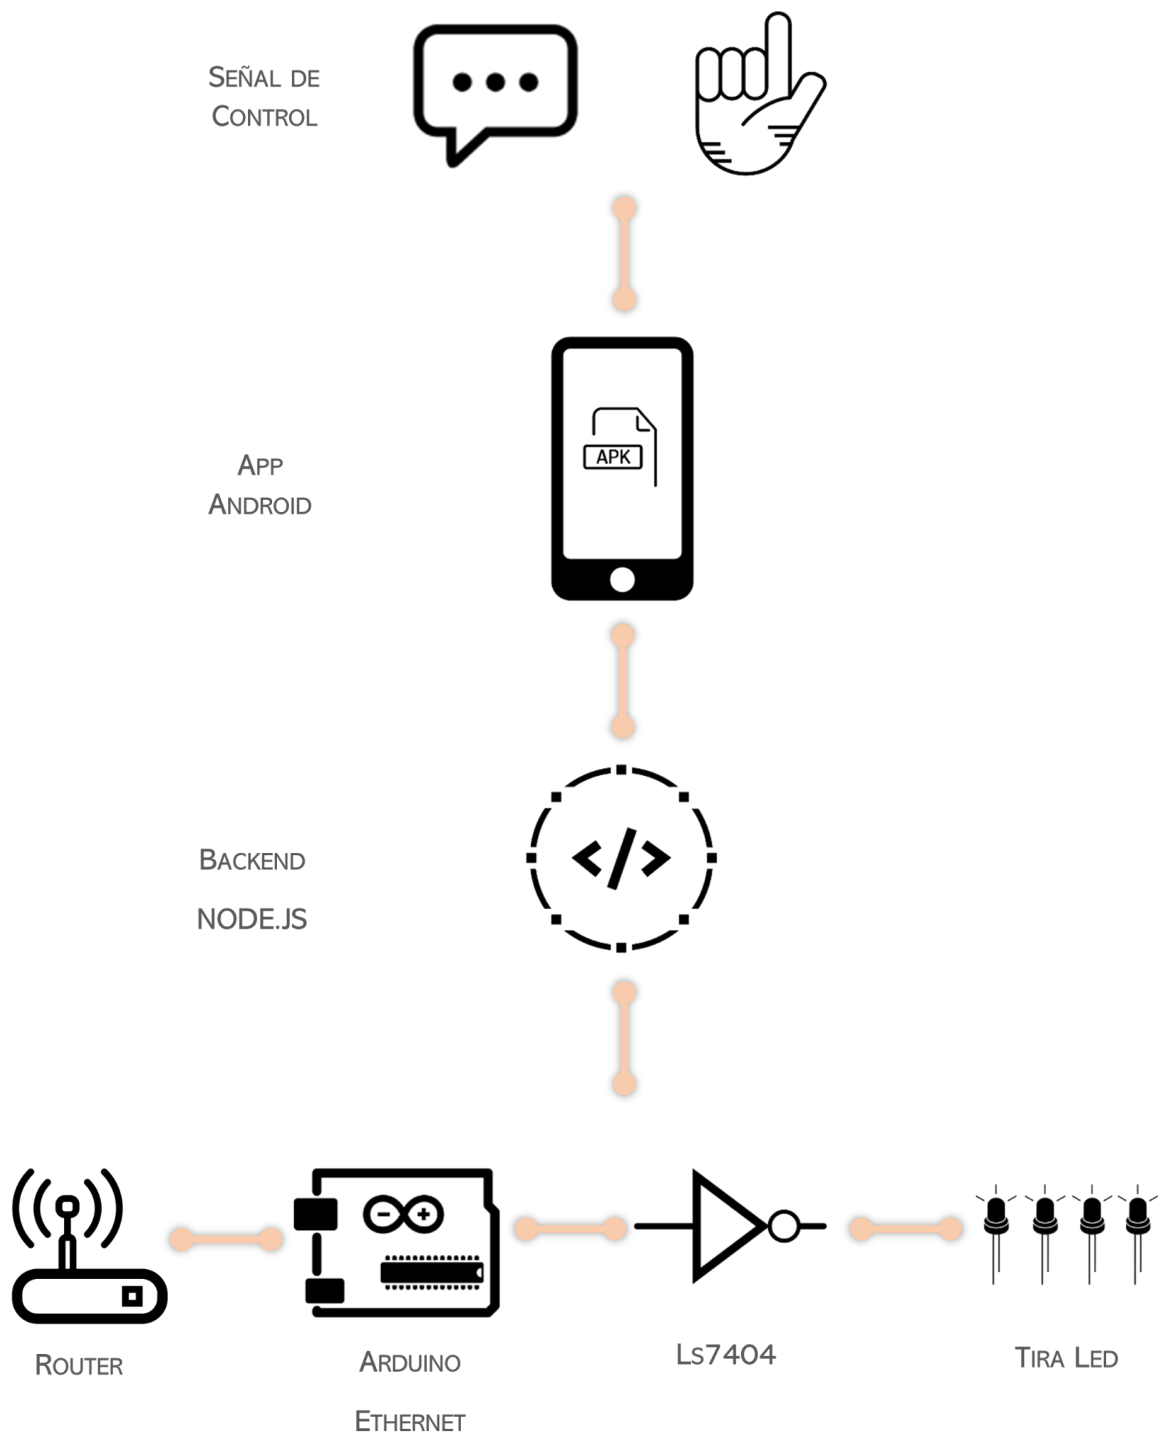 SEÑAL DE
CONTROL
APK
APP
ANDROID
BACKEND
NODE.JS
ROUTER
ARDUINO
ETHERNET
LS7404
TIRA LED